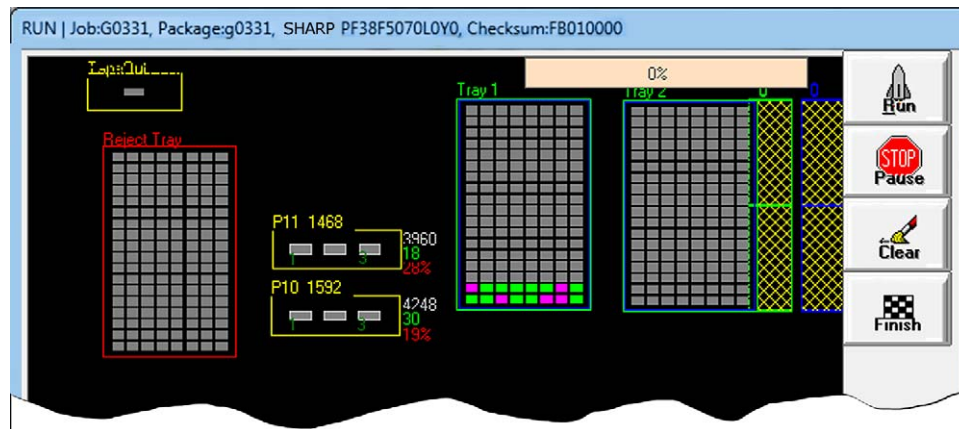 RUN | Job:G0331, Package:g0331, SHARP PF38F5070L0Y0, Checksum:FB010000
0%
Tray 1
Tray 2
0
0
Reject Tray
P11 1468
1
3
3960
18
28%
P10 1592
1
3
4248
30
19%
Run
STOP
Pause
Clear
Finish